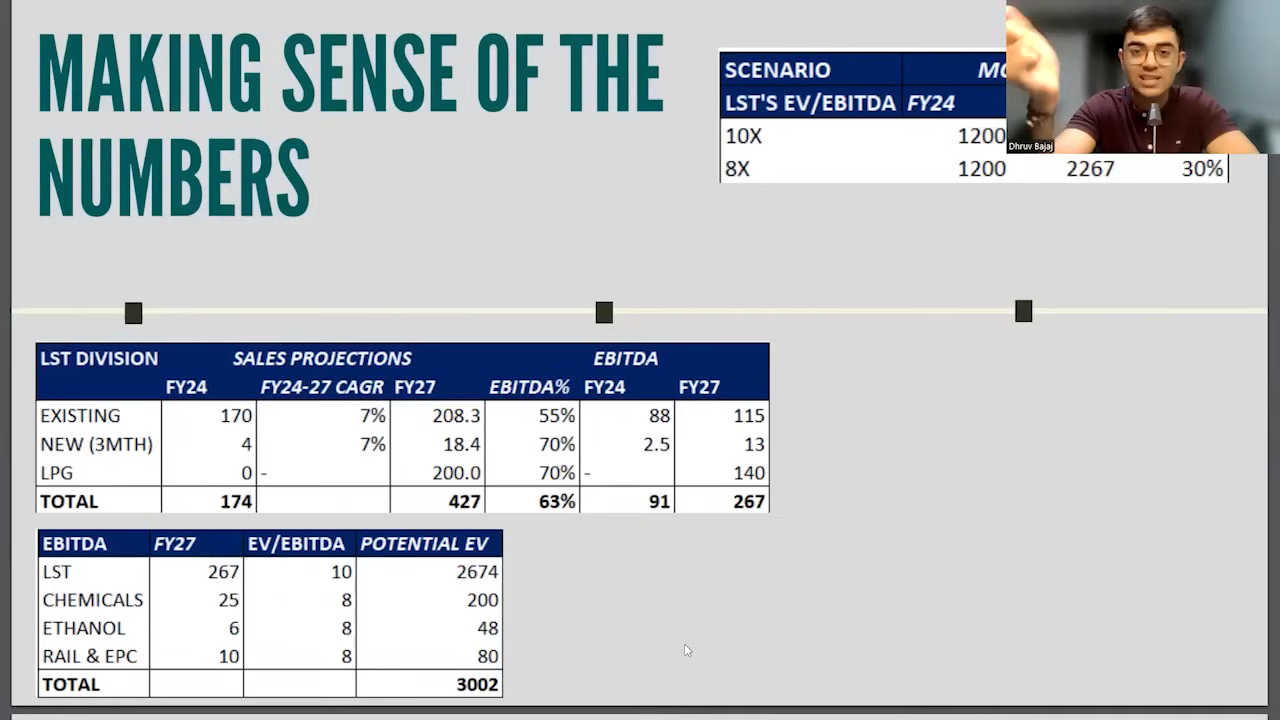 MAKING SENSE OF THE
NUMBERS
SCENARIO
LST'S EV/EBITDA FY24
10X 1200
8X 1200 2267 30%
Dhruv Bajaj
LST DIVISION SALES PROJECTIONS EBITDA
FY24 FY24-27 CAGR FY27 EBITDA% FY24 FY27
EXISTING 170 7% 208.3 55% 88 115
NEW (3MTH) 4 7% 18.4 70% 2.5 13
LPG 0 - 200.0 70% - 140
TOTAL 174 427 63% 91 267
EBITDA FY27 EV/EBITDA POTENTIAL EV
LST 267 10 2674
CHEMICALS 25 8 200
ETHANOL 6 8 48
RAIL & EPC 10 8 80
TOTAL 3002